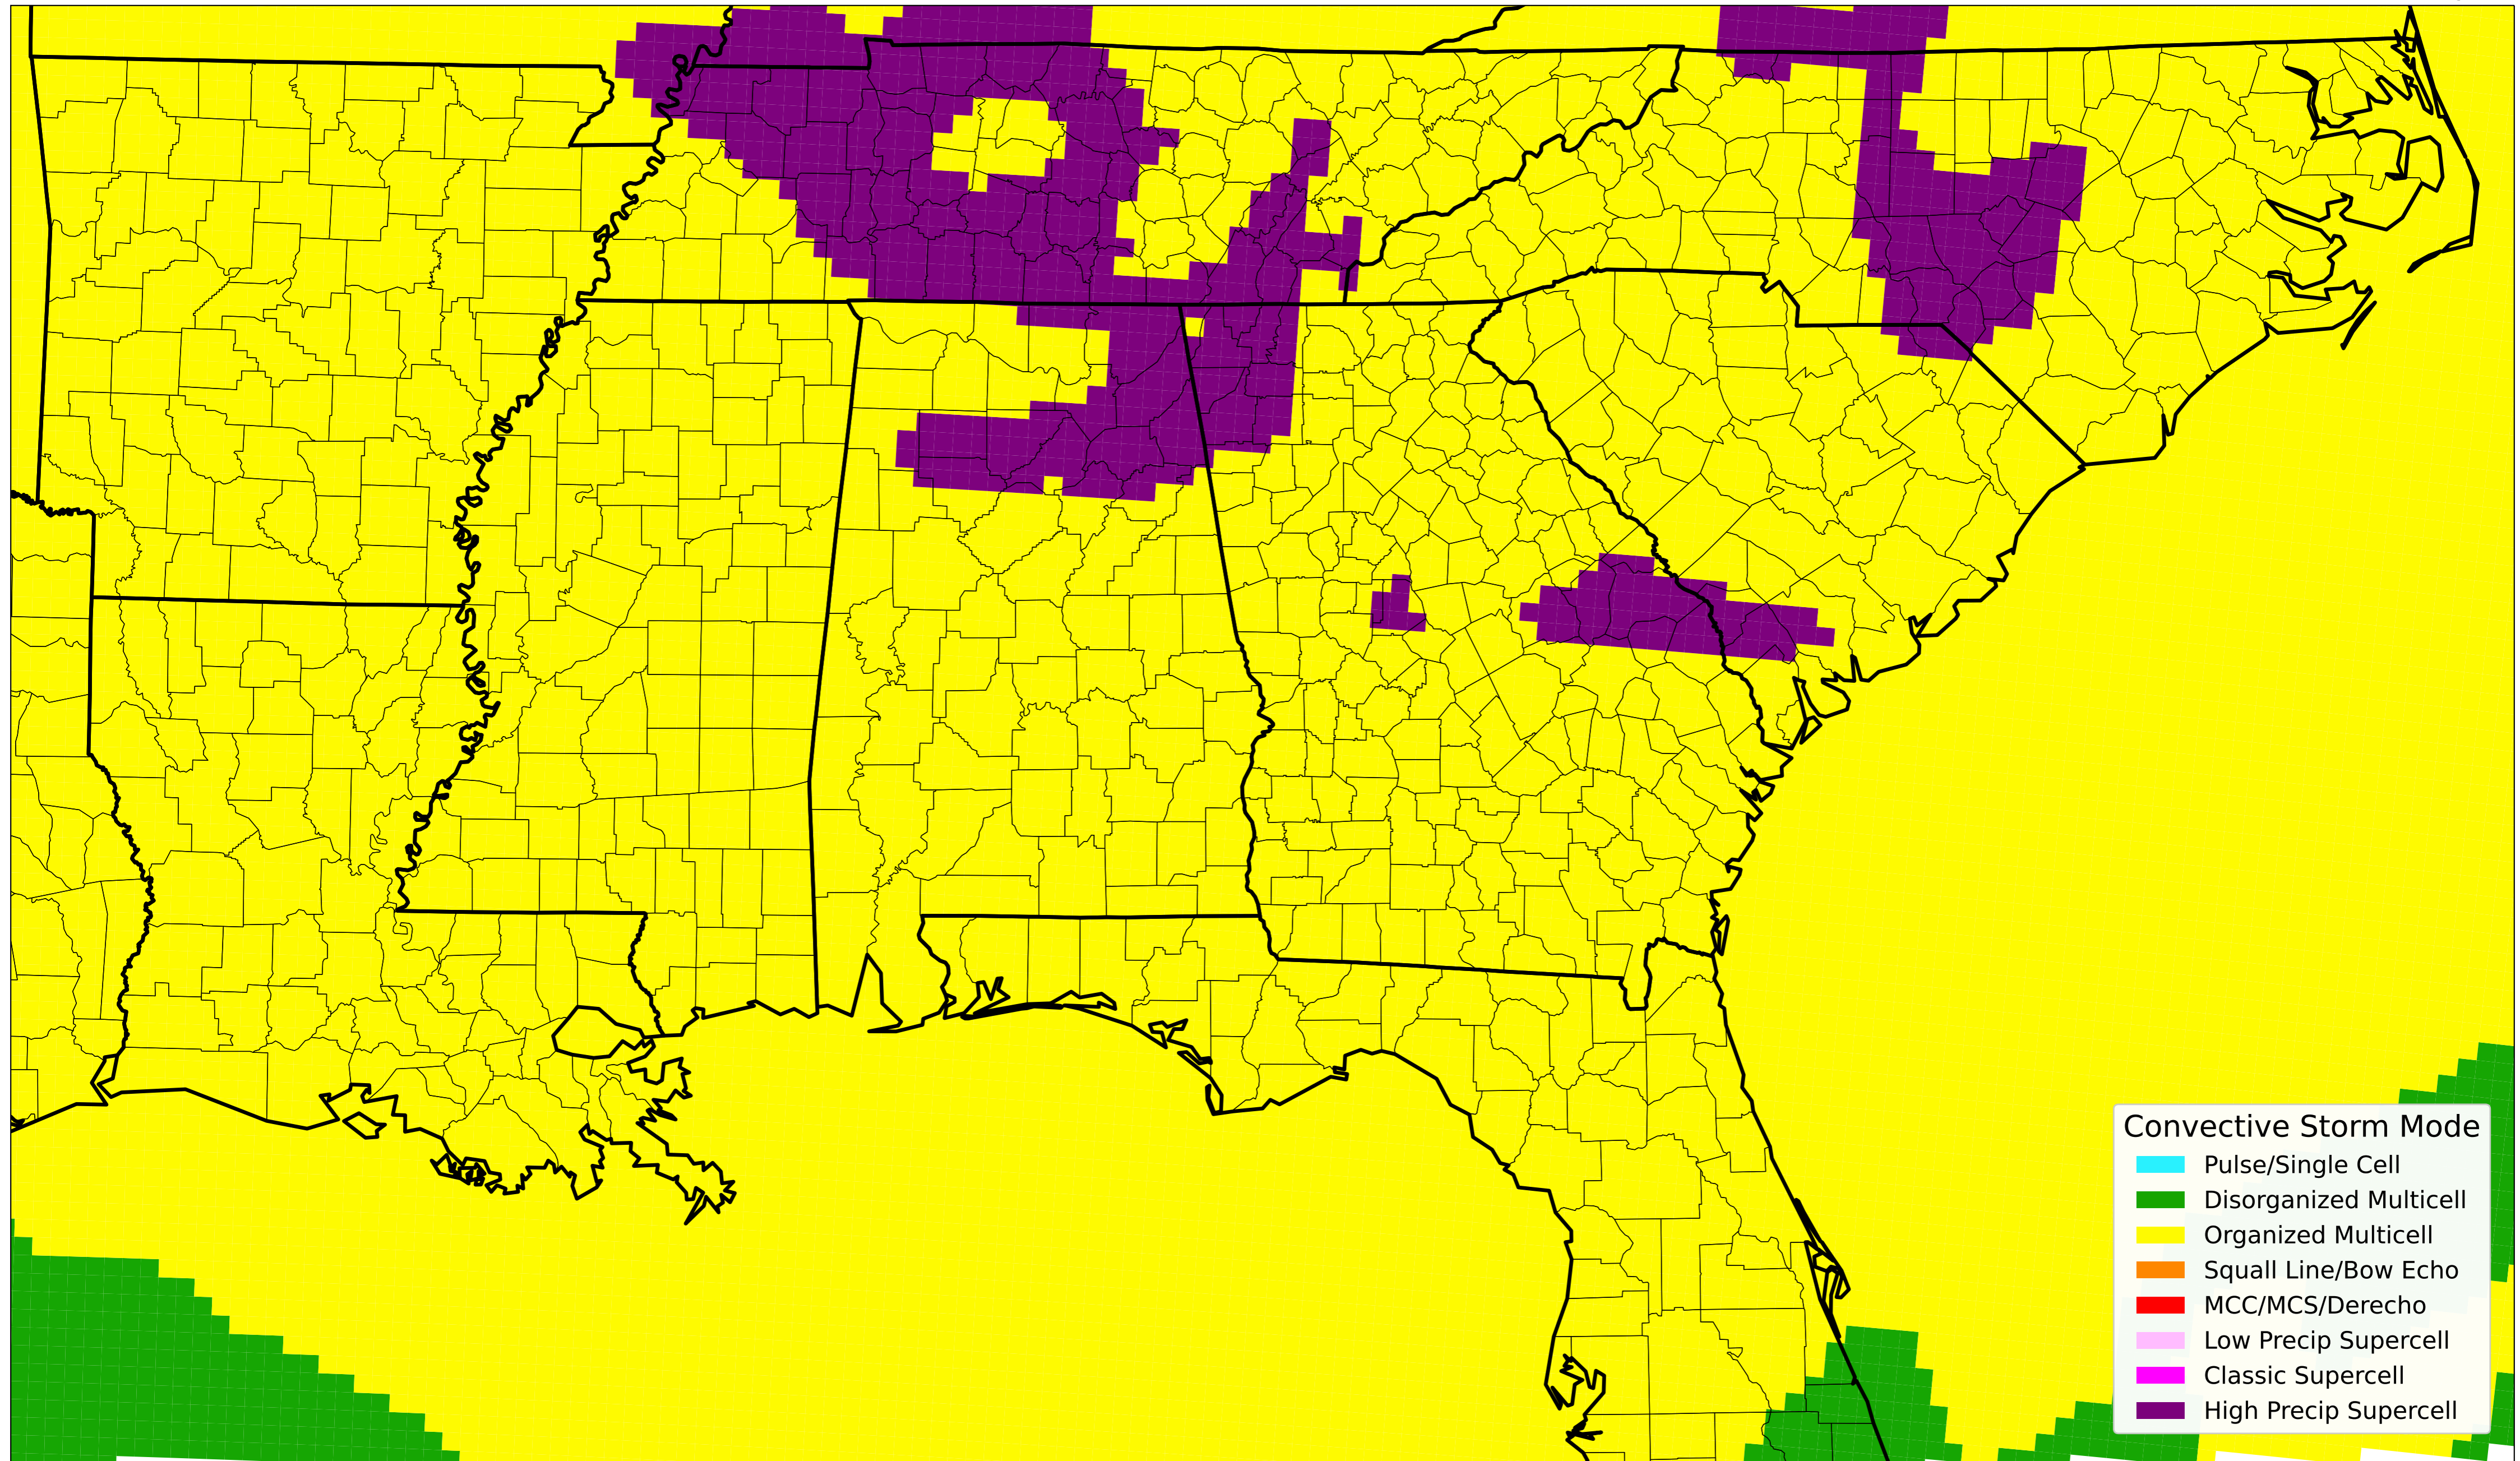 Convective Storm Mode
Pulse/Single Cell
Disorganized Multicell
Organized Multicell
Squall Line/Bow Echo
MCC/MCS/Derecho
Low Precip Supercell
Classic Supercell
High Precip Supercell